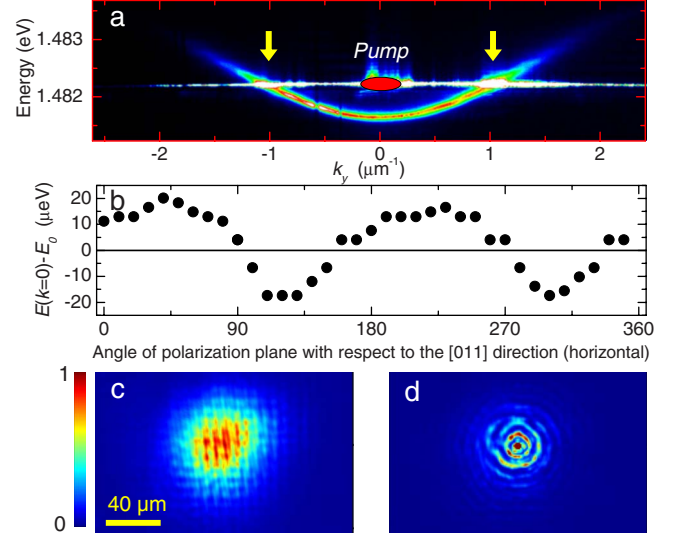 a
Energy (eV)
1.483
1.482
Pump
-2 -1 0 1 2
k_y (μm⁻¹)
b
E(k=0)-E_0 (μeV)
20
10
0
-10
-20
0 90 180 270 360
Angle of polarization plane with respect to the [011] direction (horizontal)
1
0
c
40 μm
d